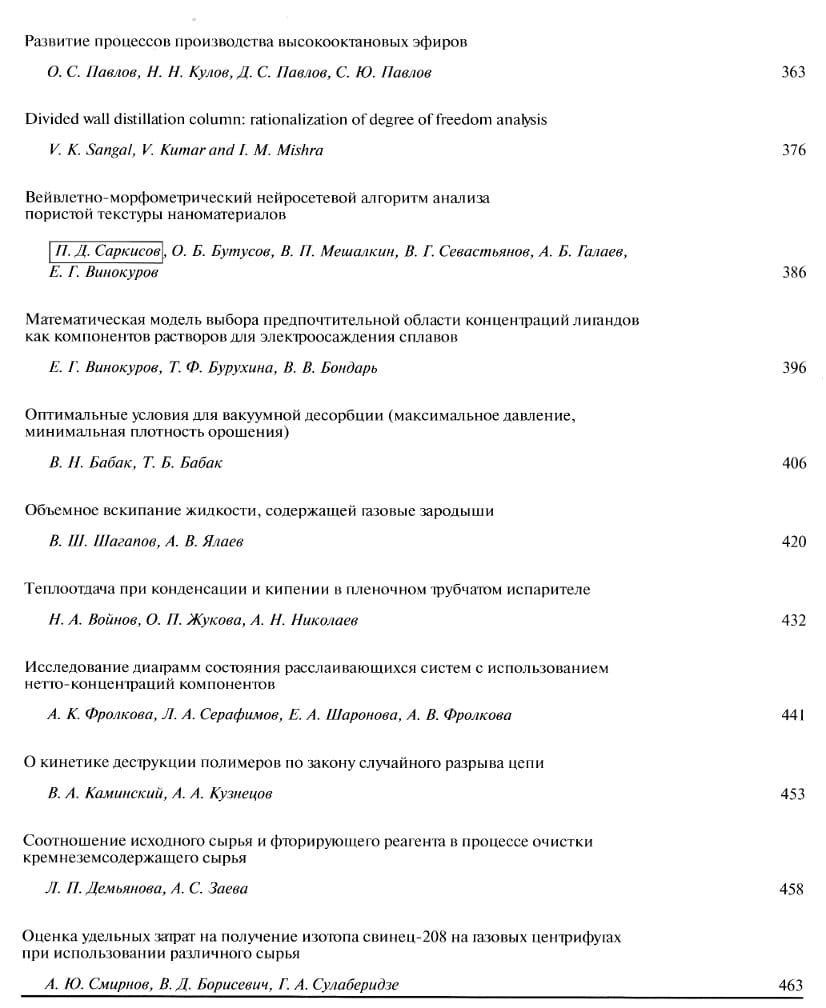 Развитие процессов производства высокооктановых эфиров
О. С. Павлов, Н. Н. Кулов, Д. С. Павлов, С. Ю. Павлов 363
Divided wall distillation column: rationalization of degree of freedom analysis
V. K. Sangal, V. Kumar and I. M. Mishra 376
Вейвлетно-морфометрический нейросетевой алгоритм анализа
пористой текстуры наноматериалов
П. Д. Саркисов, О. Б. Бутусов, В. П. Мешалкин, В. Г. Севастьянов, А. Б. Галаев,
Е. Г. Винокуров 386
Математическая модель выбора предпочтительной области концентраций лигандов
как компонентов растворов для электроосаждения сплавов
Е. Г. Винокуров, Т. Ф. Бурухина, В. В. Бондарь 396
Оптимальные условия для вакуумной десорбции (максимальное давление,
минимальная плотность орошения)
В. Н. Бабак, Т. Б. Бабак 406
Объемное вскипание жидкости, содержащей газовые зародыши
В. Ш. Шагапов, А. В. Ялаев 420
Теплоотдача при конденсации и кипении в пленочном трубчатом испарителе
Н. А. Войнов, О. П. Жукова, А. Н. Николаев 432
Исследование диаграмм состояния расслаивающихся систем с использованием
нетто-концентраций компонентов
А. К. Фролкова, Л. А. Серафимов, Е. А. Шаронова, А. В. Фролкова 441
О кинетике деструкции полимеров по закону случайного разрыва цепи
В. А. Каминский, А. А. Кузнецов 453
Соотношение исходного сырья и фторирующего реагента в процессе очистки
кремнеземсодержащего сырья
Л. П. Демьянова, А. С. Заева 458
Оценка удельных затрат на получение изотопа свинец-208 на газовых центрифугах
при использовании различного сырья
А. Ю. Смирнов, В. Д. Борисевич, Г. А. Сулаберидзе 463